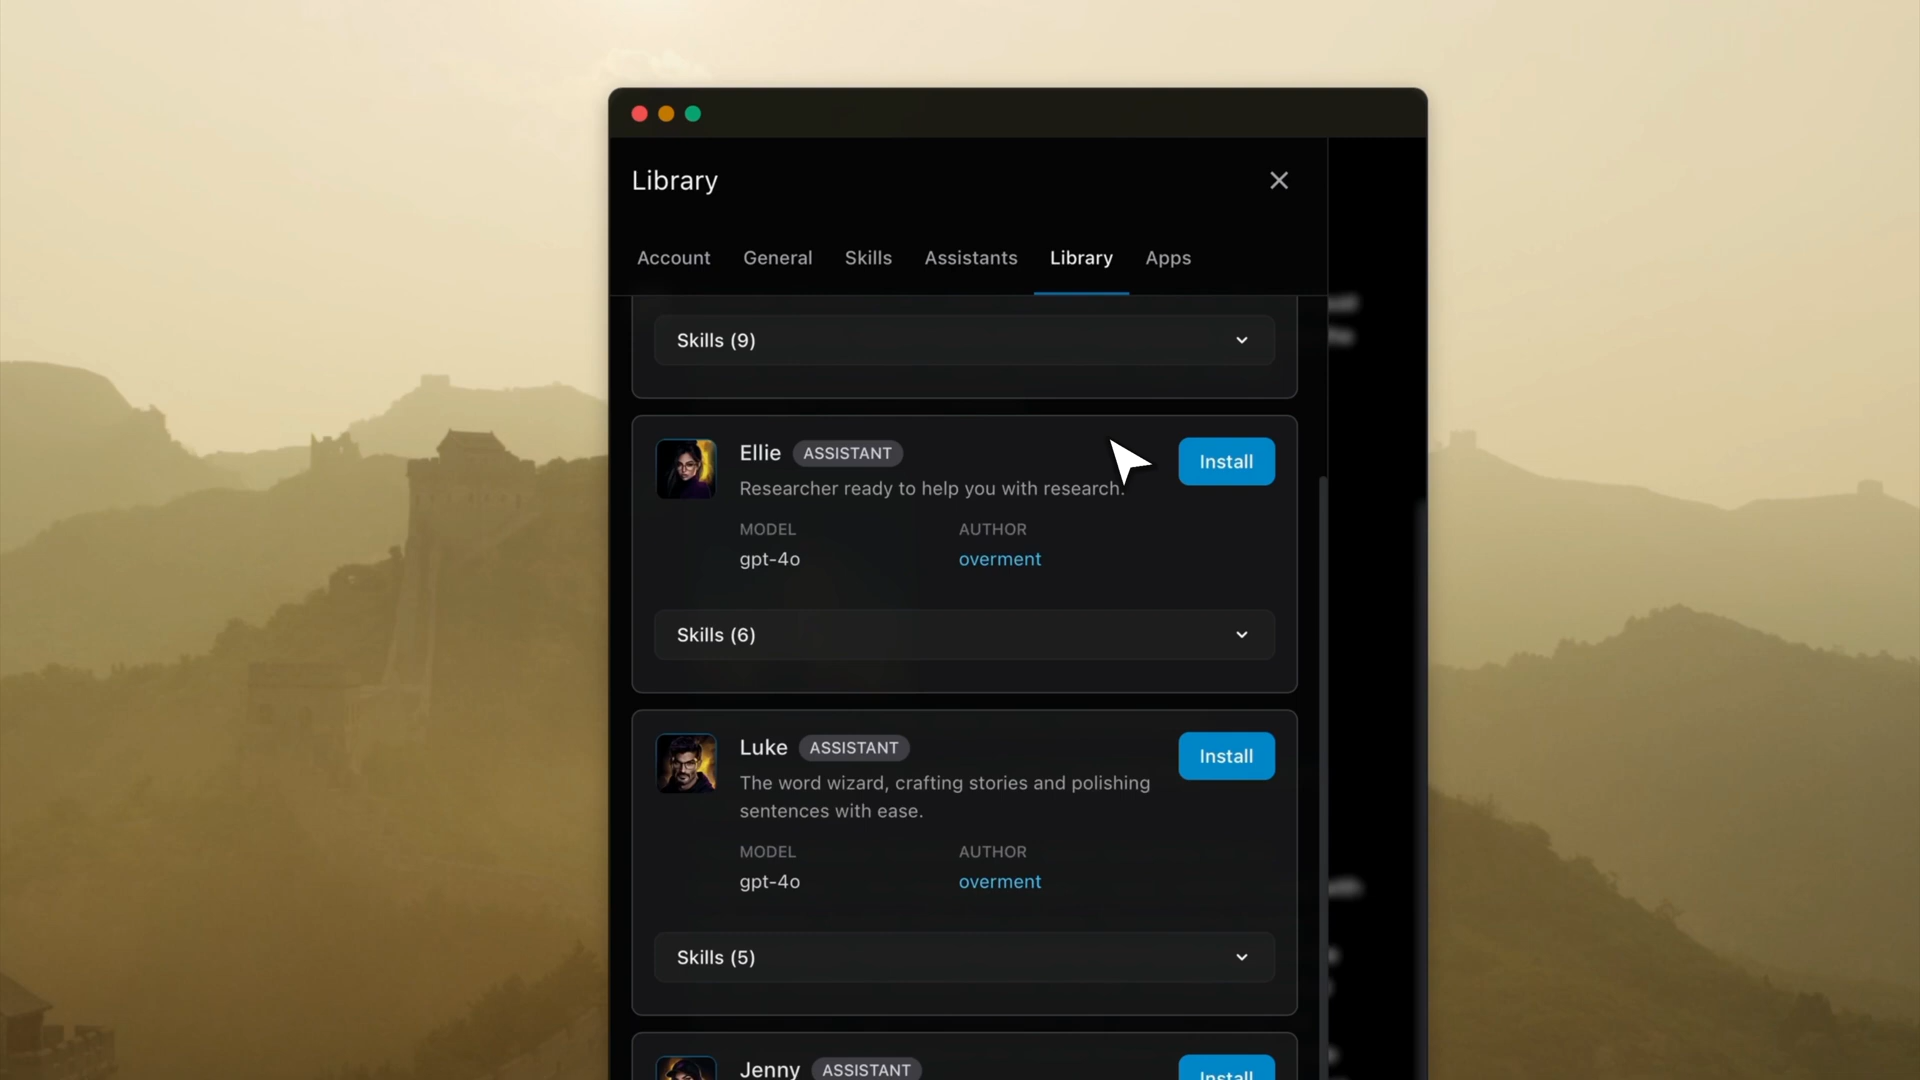 Library
Account General Skills Assistants Library Apps
Skills (9)
Ellie ASSISTANT
Install
Researcher ready to help you with research.
MODEL AUTHOR
gpt-4o overment
Skills (6)
Luke ASSISTANT
Install
The word wizard, crafting stories and polishing
sentences with ease.
MODEL AUTHOR
gpt-4o overment
Skills (5)
Jenny ASSISTANT
Install